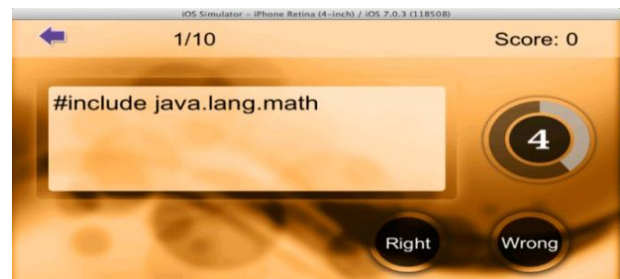 iOS Simulator - iPhone Retina (4-inch) / iOS 7.0.3 (11B508)
1/10
Score: 0
#include java.lang.math
4
Right
Wrong